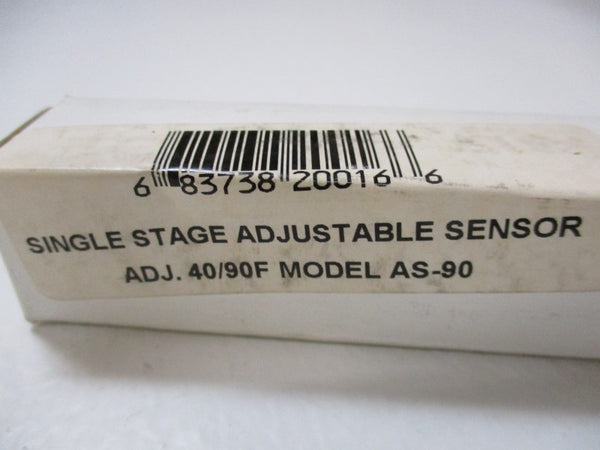 6 83738 20016 6
SINGLE STAGE ADJUSTABLE SENSOR
ADJ. 40/90F MODEL AS-90